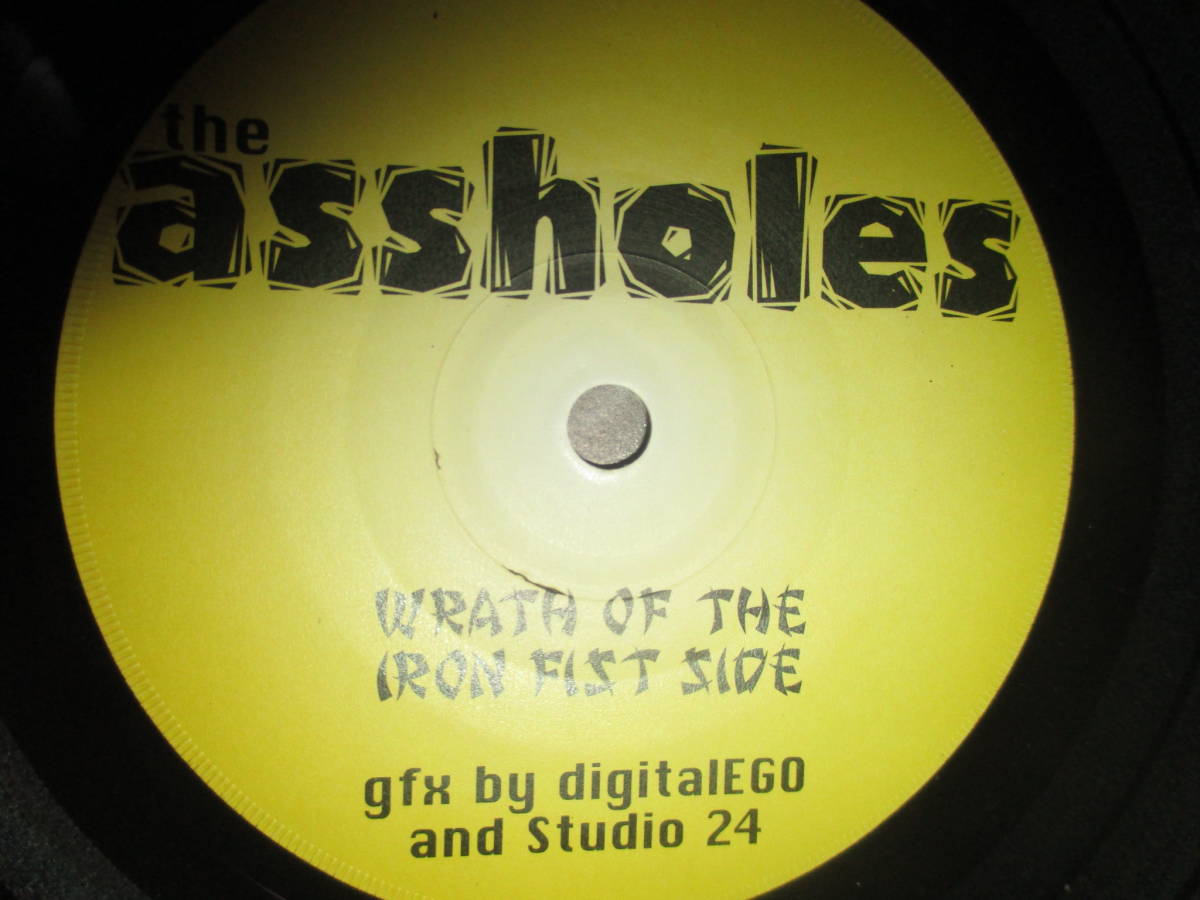 the
assholes
WRATH OF THE
IRON FIST SIDE
gfx by digitalEGO
and Studio 24